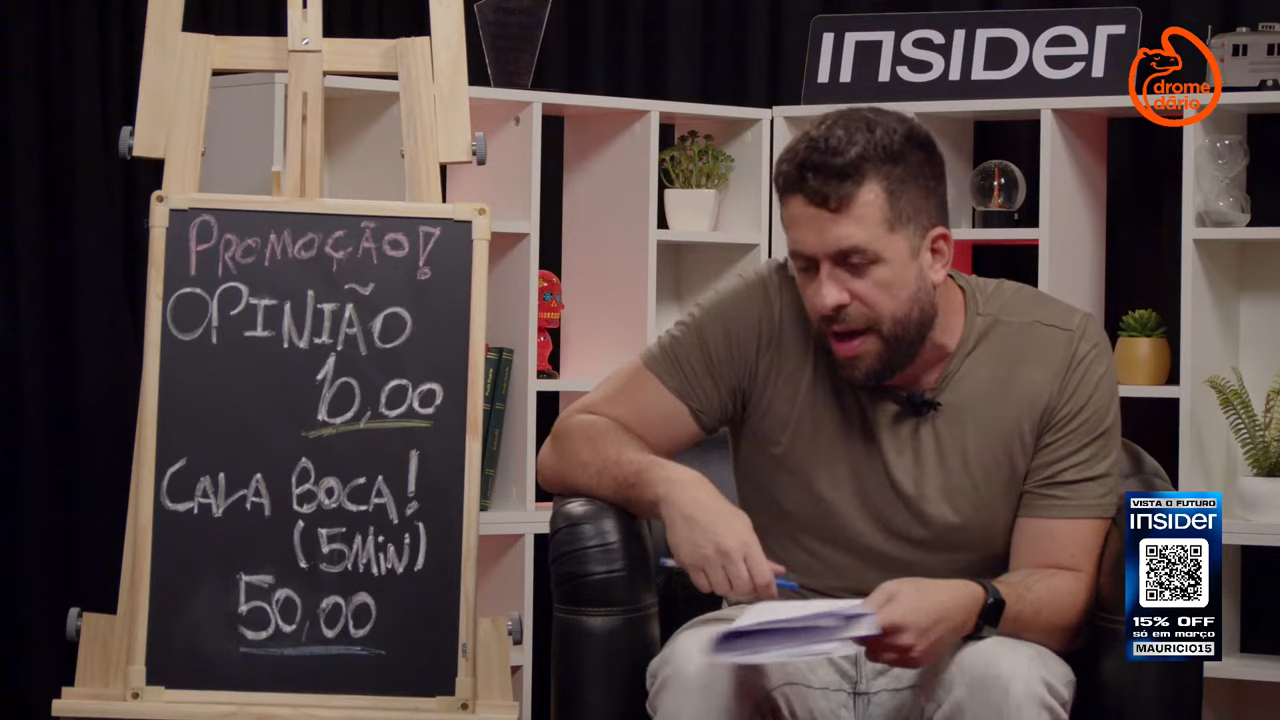 PROMOÇÃO!
OPINIÃO
10,00
CALA BOCA!
(5MIN)
50,00
INSIDER
drome
dário
VISTA O FUTURO
INSIDER
15% OFF
só em março
MAURICIO15